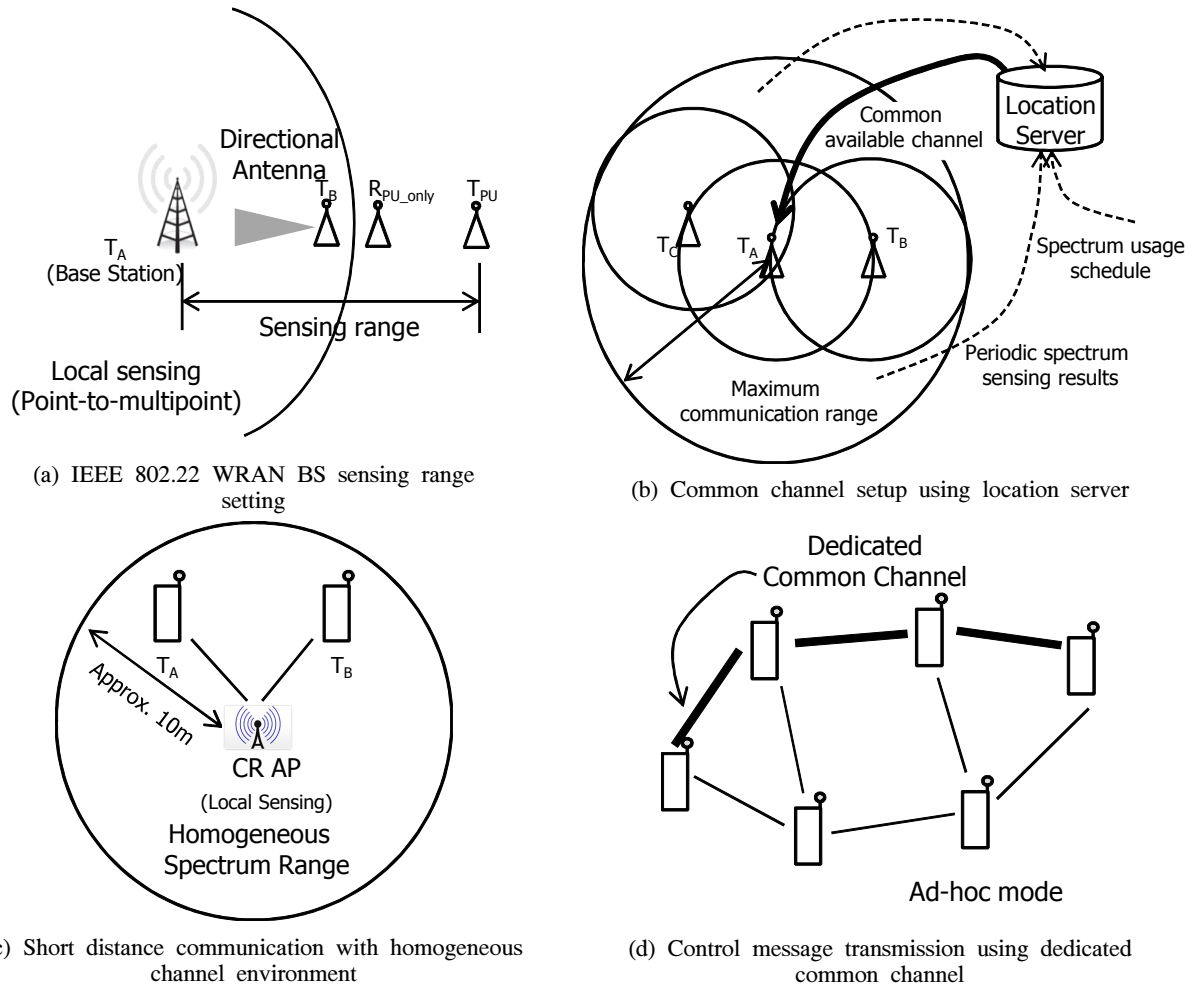 Directional
Antenna
T_B
R_PU_only
T_PU
T_A
(Base Station)
Sensing range
Local sensing
(Point-to-multipoint)
(a) IEEE 802.22 WRAN BS sensing range
setting
Location
Server
Common
available channel
T_C
T_A
T_B
Spectrum usage
schedule
Periodic spectrum
sensing results
Maximum
communication range
(b) Common channel setup using location server
T_A
T_B
Approx. 10m
CR AP
(Local Sensing)
Homogeneous
Spectrum Range
) Short distance communication with homogeneous
channel environment
Dedicated
Common Channel
Ad-hoc mode
(d) Control message transmission using dedicated
common channel